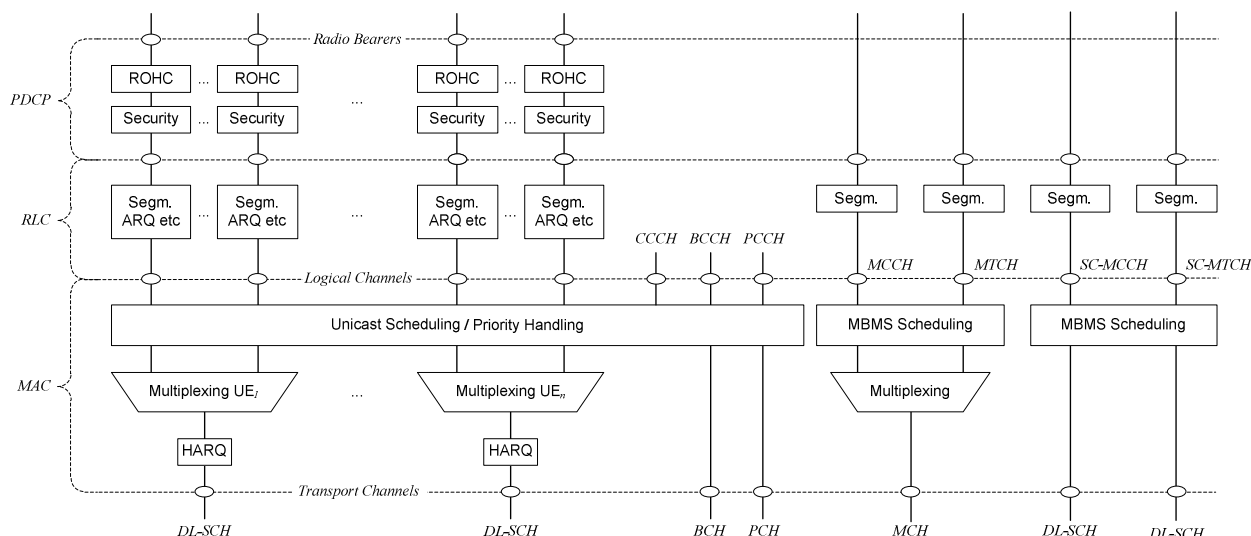 Radio Bearers
ROHC ... ROHC ROHC ... ROHC
PDCP ...
Security ... Security Security ... Security
Segm. ARQ etc ... Segm. ARQ etc ... Segm. ARQ etc ... Segm. ARQ etc Segm. Segm. Segm. Segm.
RLC
CCCH BCCH PCCH
MCCH MTCH SC-MCCH SC-MTCH
Logical Channels
Unicast Scheduling / Priority Handling MBMS Scheduling MBMS Scheduling
MAC
Multiplexing UE1 ... Multiplexing UEn Multiplexing
HARQ HARQ
Transport Channels
DL-SCH DL-SCH BCH PCH MCH DL-SCH DL-SCH